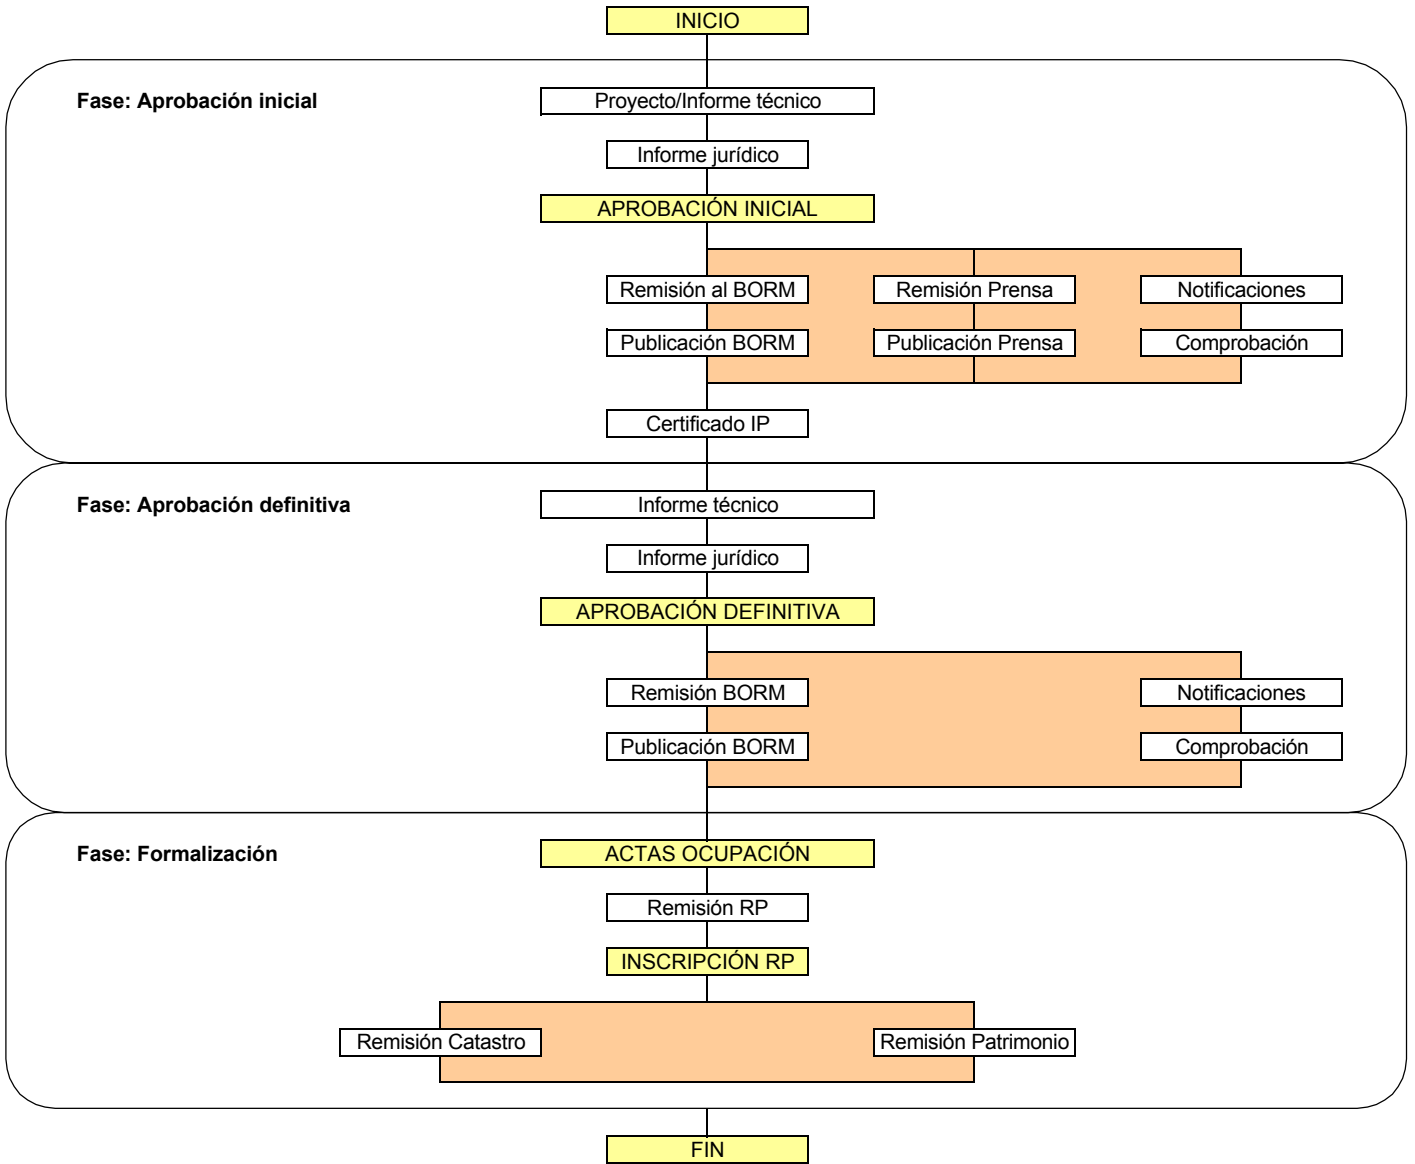 INICIO
Fase: Aprobación inicial
Proyecto/Informe técnico
Informe jurídico
APROBACIÓN INICIAL
Remisión al BORM
Remisión Prensa
Notificaciones
Publicación BORM
Publicación Prensa
Comprobación
Certificado IP
Fase: Aprobación definitiva
Informe técnico
Informe jurídico
APROBACIÓN DEFINITIVA
Remisión BORM
Notificaciones
Publicación BORM
Comprobación
Fase: Formalización
ACTAS OCUPACIÓN
Remisión RP
INSCRIPCIÓN RP
Remisión Catastro
Remisión Patrimonio
FIN